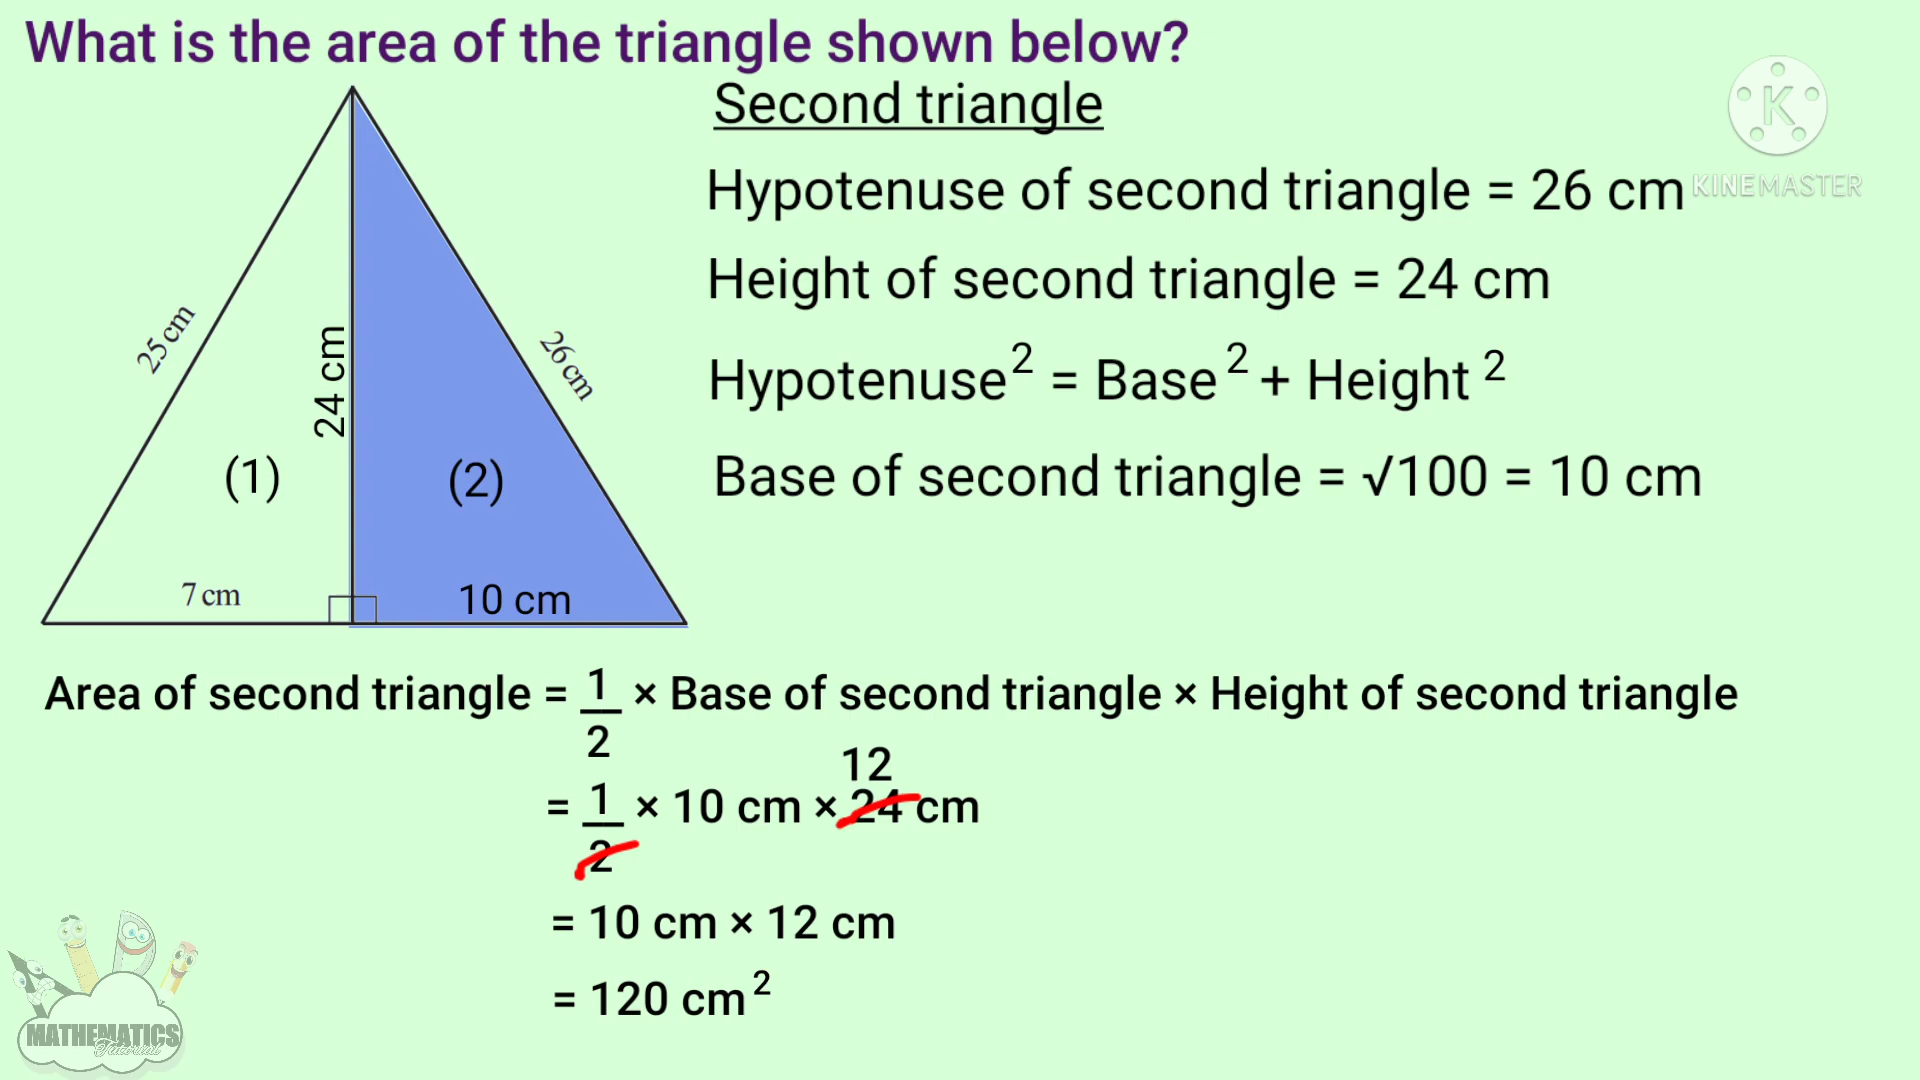 What is the area of the triangle shown below?
Second triangle
K
KINEMASTER
Hypotenuse of second triangle = 26 cm
Height of second triangle = 24 cm
Hypotenuse² = Base² + Height ²
Base of second triangle = √100 = 10 cm
25 cm
24 cm
26 cm
(1)
(2)
7 cm
10 cm
Area of second triangle = 1/2 × Base of second triangle × Height of second triangle
12
= 1/2 × 10 cm × 24 cm
= 10 cm × 12 cm
= 120 cm²
MATHEMATICS
Tutorial